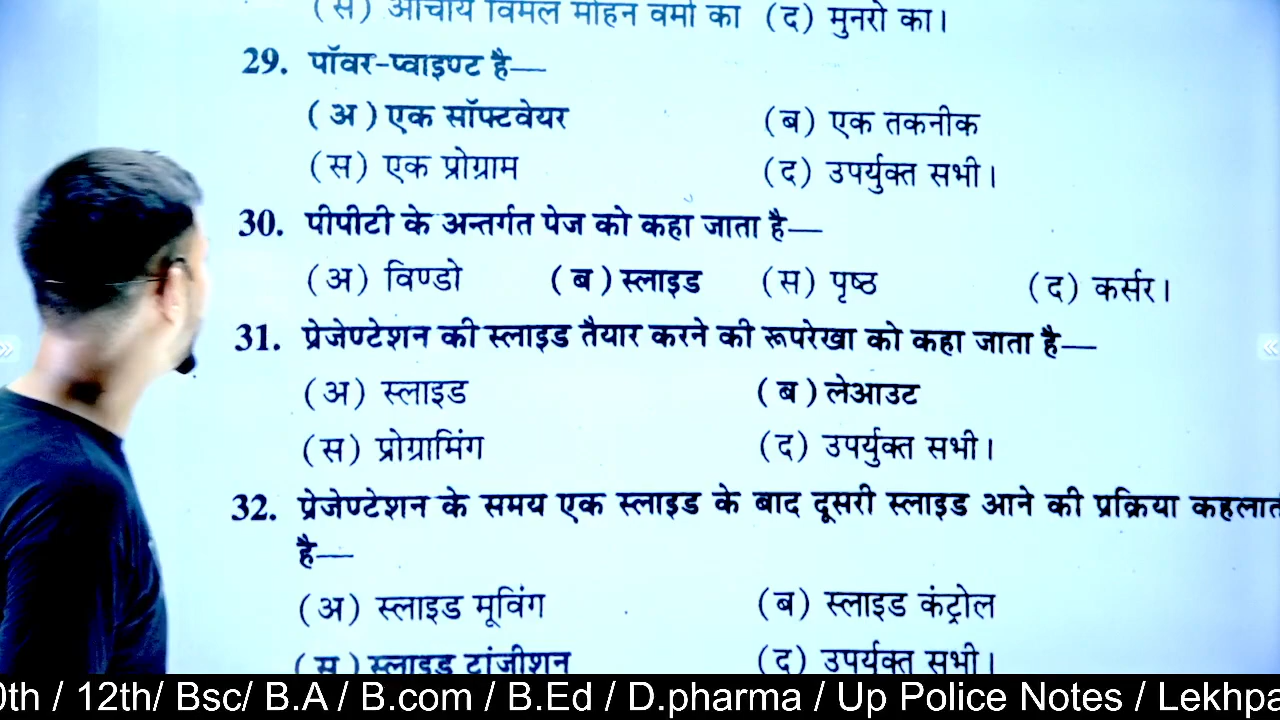 (स) आचार्य विमल मोहन वर्मा का (द) मुनरो का।
29. पॉवर-प्वाइण्ट है—
(अ) एक सॉफ्टवेयर (ब) एक तकनीक
(स) एक प्रोग्राम (द) उपर्युक्त सभी।
30. पीपीटी के अन्तर्गत पेज को कहा जाता है—
(अ) विण्डो (ब) स्लाइड (स) पृष्ठ (द) कर्सर।
31. प्रेजेण्टेशन की स्लाइड तैयार करने की रूपरेखा को कहा जाता है—
(अ) स्लाइड (ब) लेआउट
(स) प्रोग्रामिंग (द) उपर्युक्त सभी।
32. प्रेजेण्टेशन के समय एक स्लाइड के बाद दूसरी स्लाइड आने की प्रक्रिया कहलात
है—
(अ) स्लाइड मूविंग (ब) स्लाइड कंट्रोल
(स) स्लाइड ट्रांजीशन (द) उपर्युक्त सभी।
0th / 12th/ Bsc/ B.A / B.com / B.Ed / D.pharma / Up Police Notes / Lekhpa